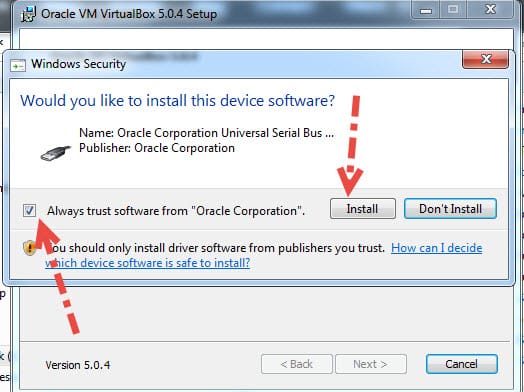 Oracle VM VirtualBox 5.0.4 Setup
Windows Security
Would you like to install this device software?
Name: Oracle Corporation Universal Serial Bus ...
Publisher: Oracle Corporation
Always trust software from "Oracle Corporation".
Install
Don't Install
You should only install driver software from publishers you trust. How can I decide
which device software is safe to install?
Version 5.0.4
< Back
Next >
Cancel